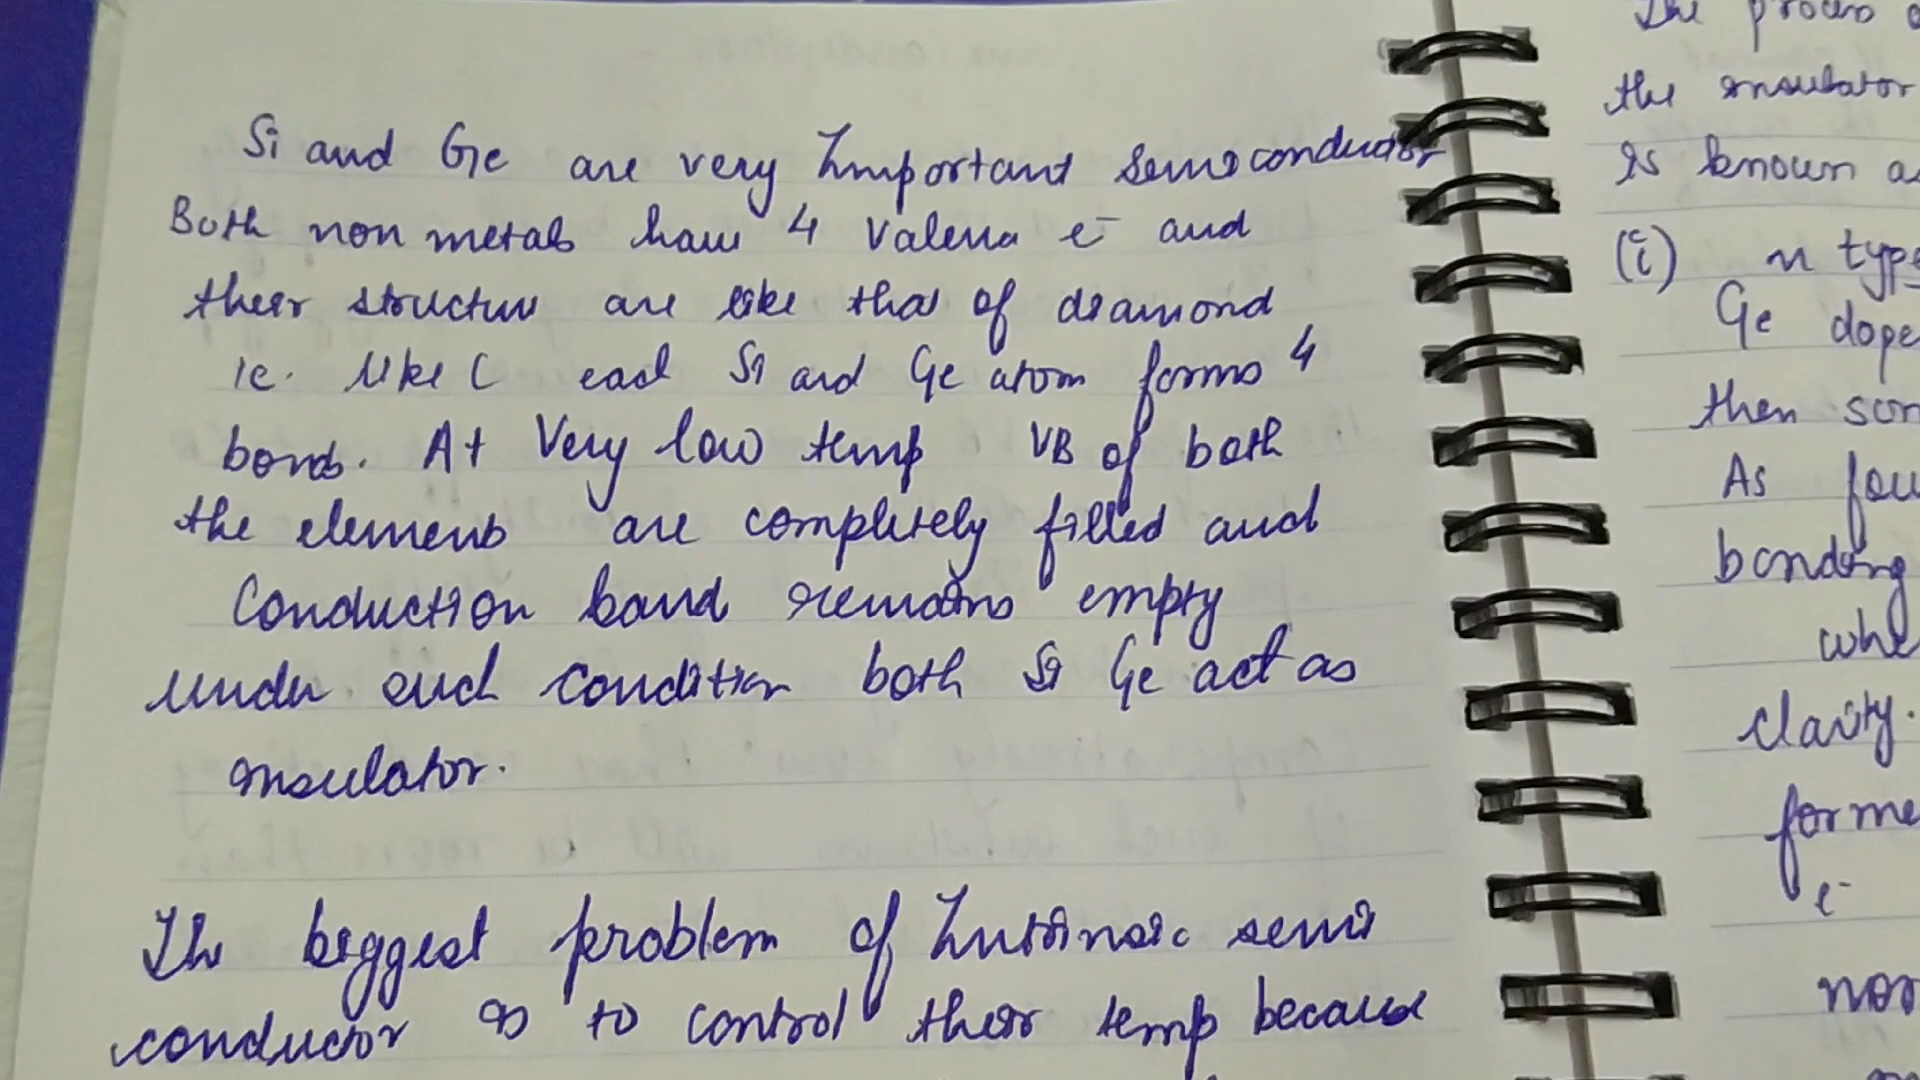 Si and Ge are very Important Semiconductor
Both non metals have 4 Valence e⁻ and
their structure are like that of diamond
ie. like C each Si and Ge atom forms 4
bonds. At Very low temp VB of both
the elements are completely filled and
Conduction band remains empty
under such condition both Si Ge act as
insulator.
The biggest problem of Intrinsic semi
conductor is to control their temp because
The process
the insulator
is known as
(i) n type
Ge dope
then
As fou
bonding
whe
clarity.
forme
e⁻
nor